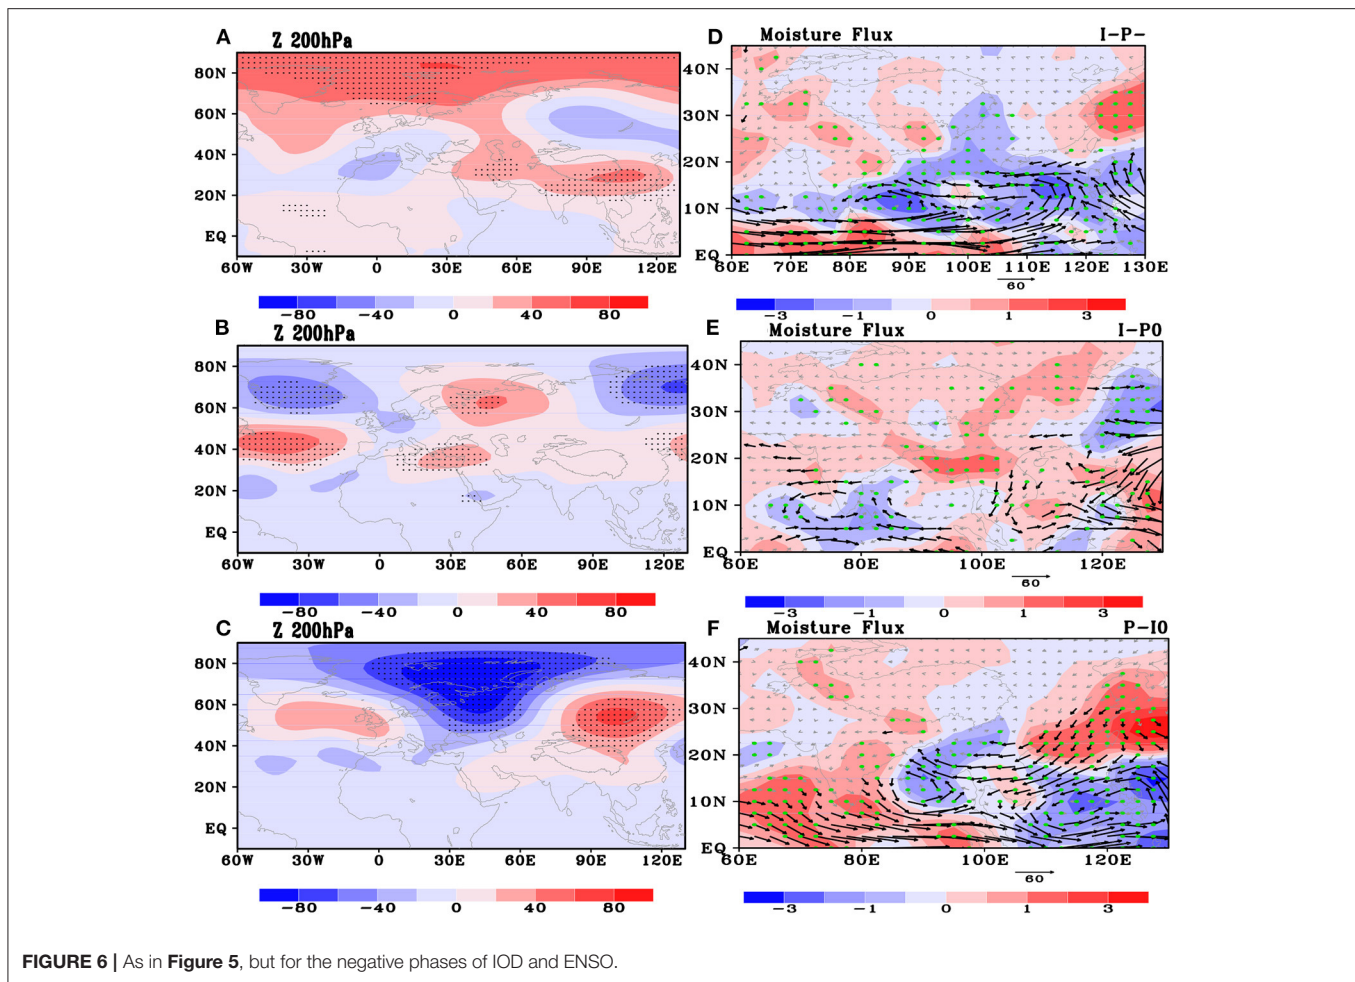 A Z 200hPa
80N
60N
40N
20N
EQ
60W 30W 0 30E 60E 90E 120E
−80 −40 0 40 80
D Moisture Flux I−P−
40N
30N
20N
10N
EQ
60E 70E 80E 90E 100E 110E 120E 130E
60
−3 −1 0 1 3
B Z 200hPa
80N
60N
40N
20N
EQ
60W 30W 0 30E 60E 90E 120E
−80 −40 0 40 80
E Moisture Flux I−P0
40N
30N
20N
10N
EQ
60E 80E 100E 120E
60
−3 −1 0 1 3
C Z 200hPa
80N
60N
40N
20N
EQ
60W 30W 0 30E 60E 90E 120E
−80 −40 0 40 80
F Moisture Flux P−I0
40N
30N
20N
10N
EQ
60E 80E 100E 120E
60
−3 −1 0 1 3
FIGURE 6 | As in Figure 5, but for the negative phases of IOD and ENSO.